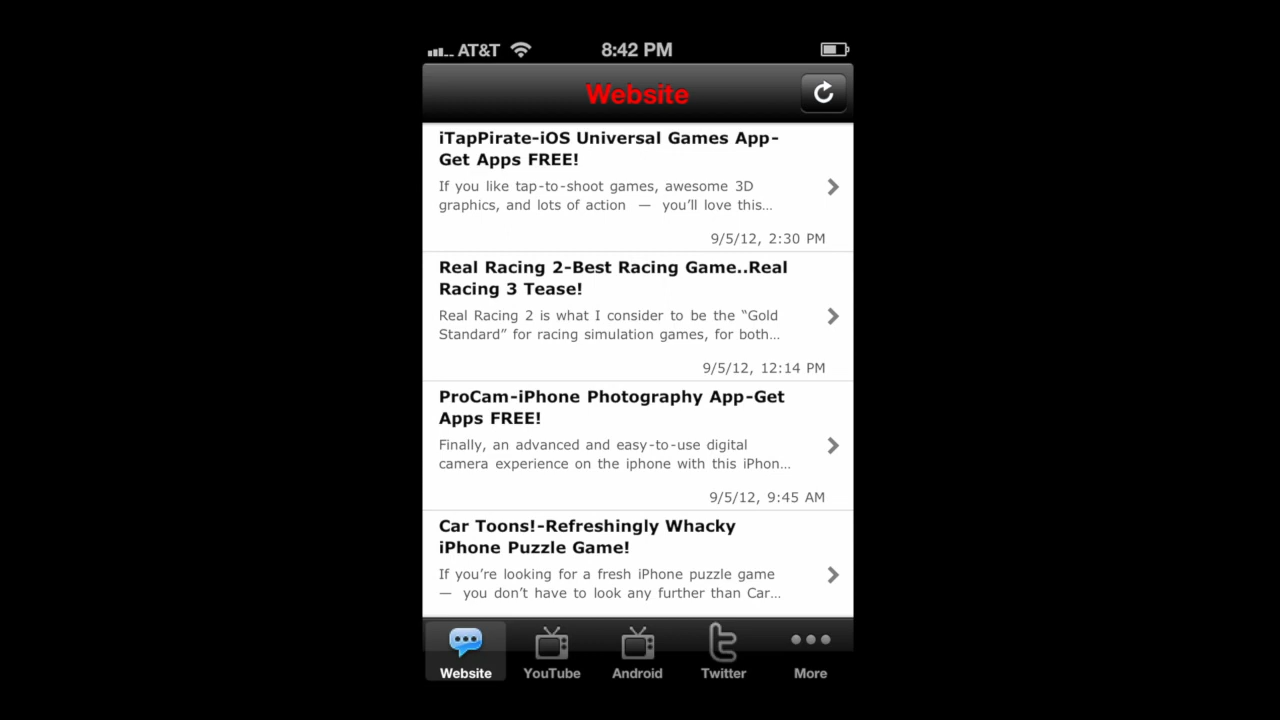 AT&T 8:42 PM
Website
iTapPirate-iOS Universal Games App-
Get Apps FREE!
If you like tap-to-shoot games, awesome 3D
graphics, and lots of action — you’ll love this…
9/5/12, 2:30 PM
Real Racing 2-Best Racing Game..Real
Racing 3 Tease!
Real Racing 2 is what I consider to be the “Gold
Standard” for racing simulation games, for both…
9/5/12, 12:14 PM
ProCam-iPhone Photography App-Get
Apps FREE!
Finally, an advanced and easy-to-use digital
camera experience on the iphone with this iPhon…
9/5/12, 9:45 AM
Car Toons!-Refreshingly Whacky
iPhone Puzzle Game!
If you’re looking for a fresh iPhone puzzle game
— you don’t have to look any further than Car…
Website YouTube Android Twitter More